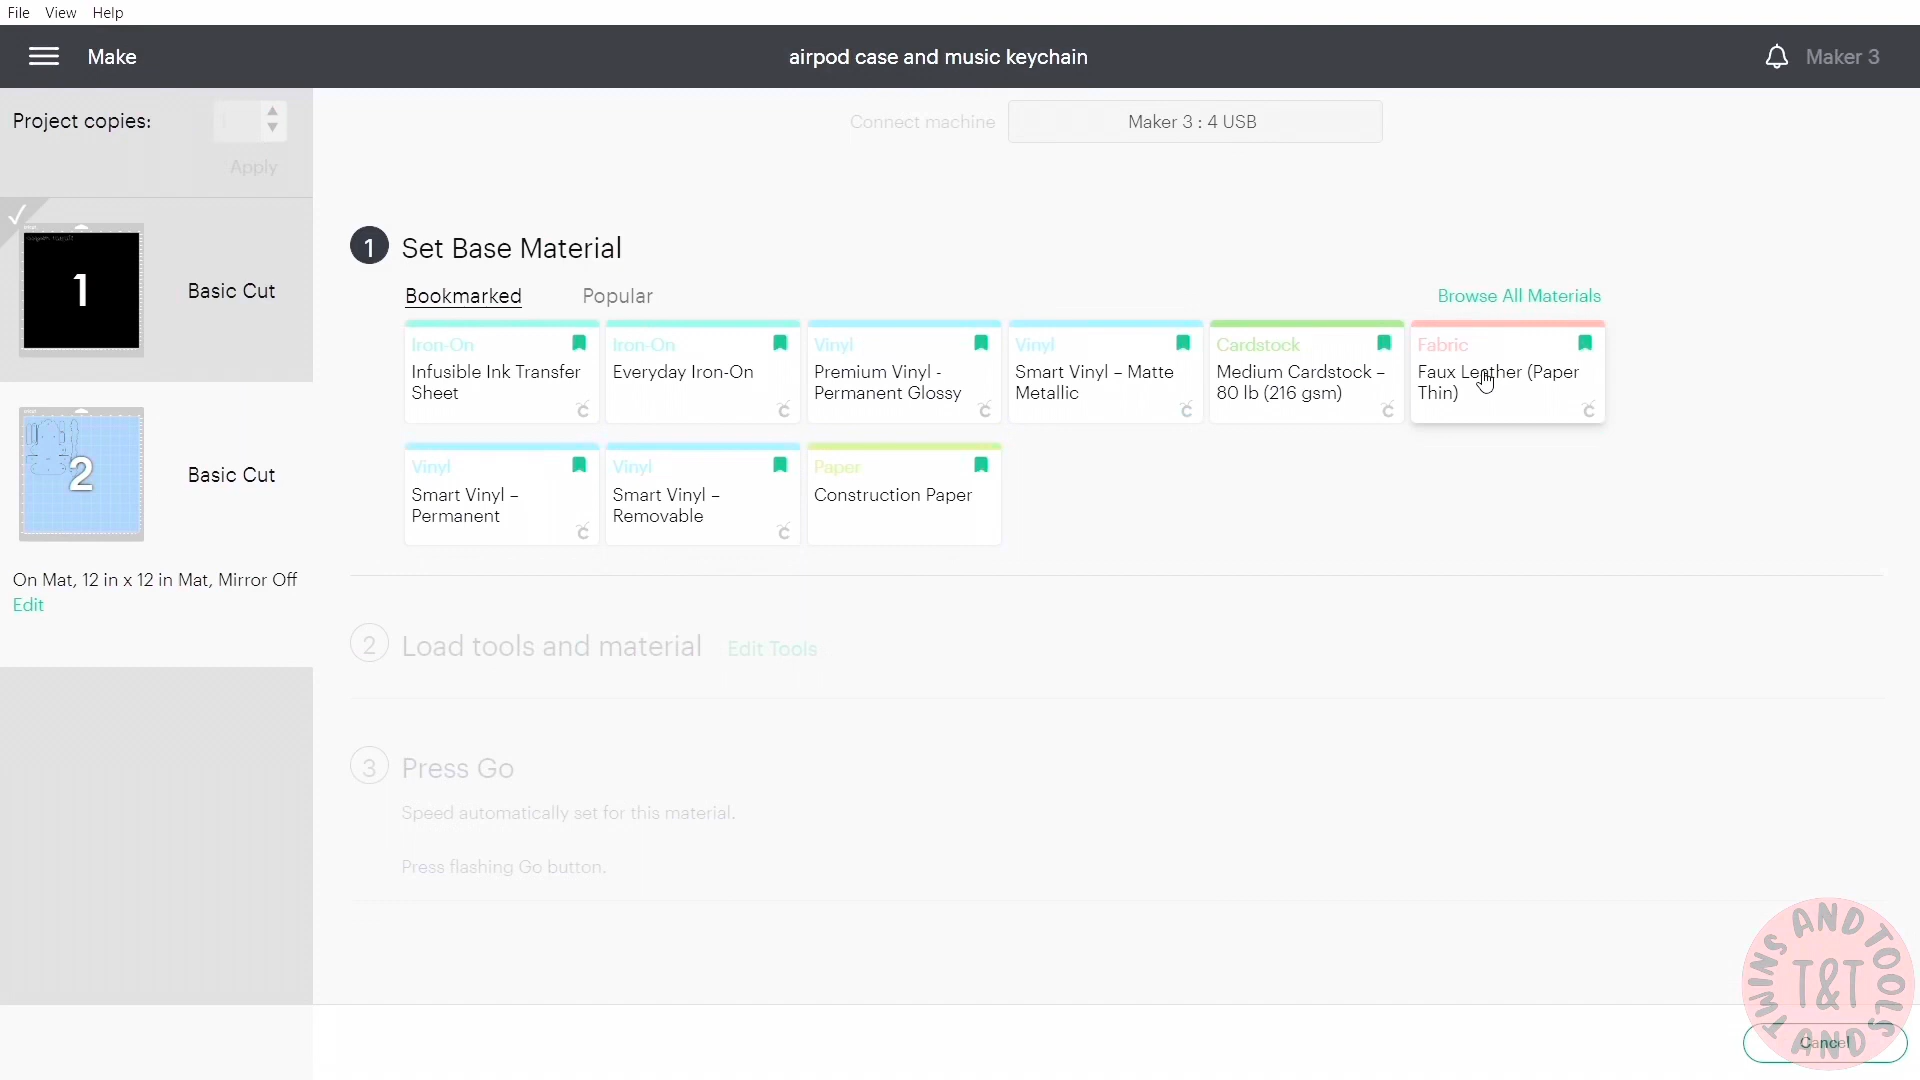 File View Help
Make
airpod case and music keychain
Maker 3
Project copies:
1
Apply
Connect machine
Maker 3 : 4 USB
1
Basic Cut
2
Basic Cut
On Mat, 12 in x 12 in Mat, Mirror Off
Edit
1 Set Base Material
Bookmarked Popular Browse All Materials
Iron-On
Infusible Ink Transfer
Sheet
Iron-On
Everyday Iron-On
Vinyl
Premium Vinyl -
Permanent Glossy
Vinyl
Smart Vinyl – Matte
Metallic
Cardstock
Medium Cardstock –
80 lb (216 gsm)
Fabric
Faux Leather (Paper
Thin)
Vinyl
Smart Vinyl –
Permanent
Vinyl
Smart Vinyl –
Removable
Paper
Construction Paper
2 Load tools and material Edit Tools
3 Press Go
Speed automatically set for this material.
Press flashing Go button.
TWINS AND TOOLS AND
T&T
Cancel